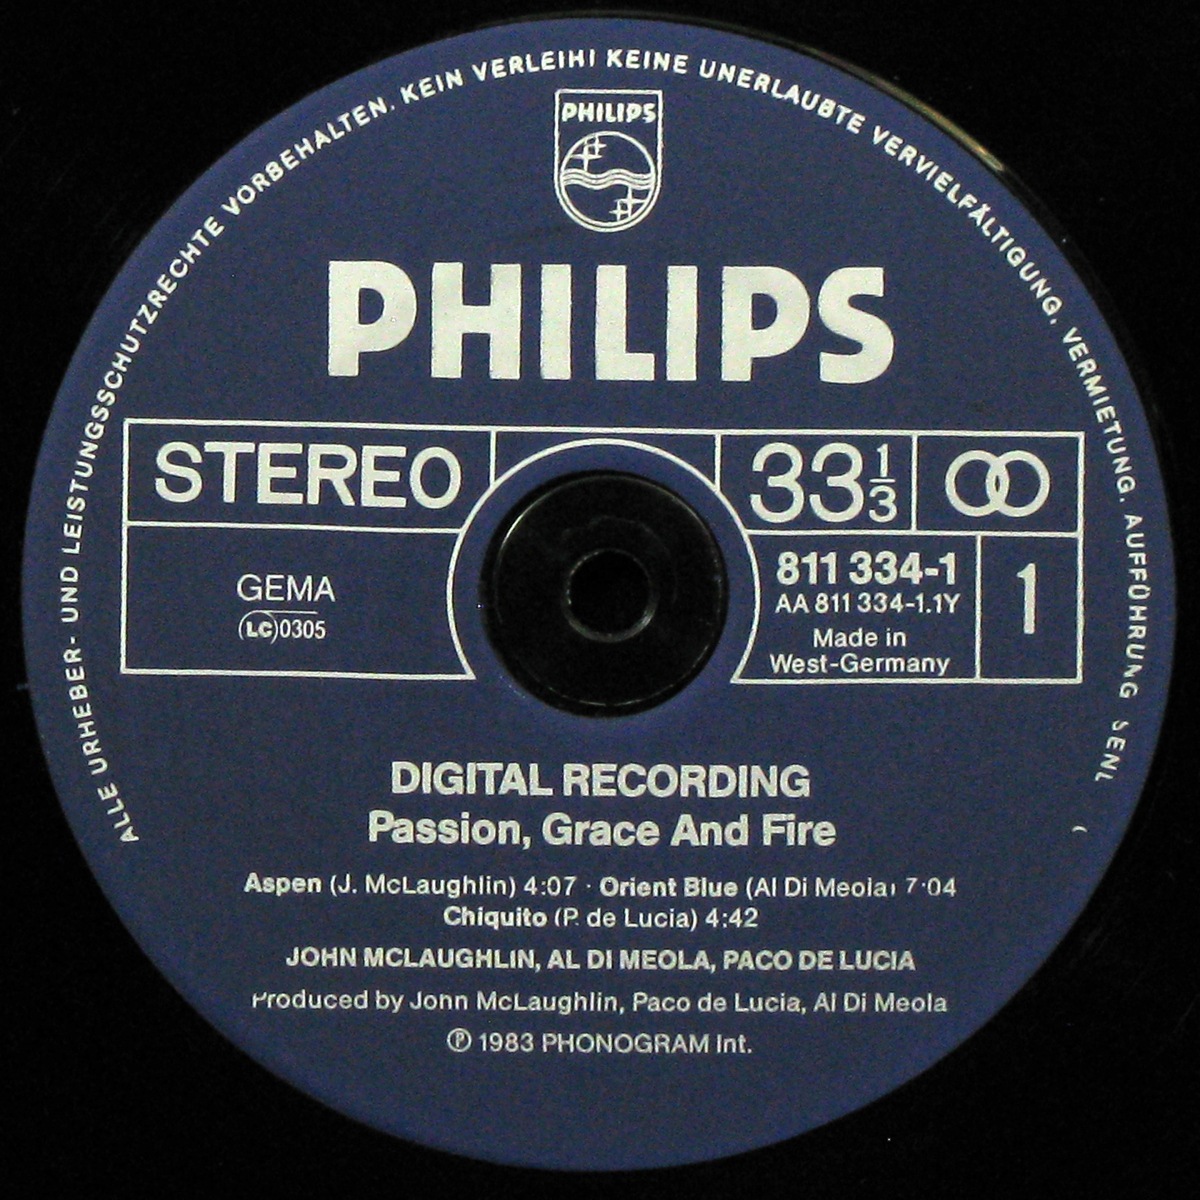 ALLE URHEBER- UND LEISTUNGSSCHUTZRECHTE VORBEHALTEN. KEIN VERLEIH! KEINE UNERLAUBTE VERVIELFÄLTIGUNG, VERMIETUNG, AUFFÜHRUNG
PHILIPS
PHILIPS
STEREO
33 1/3
GEMA
LC 0305
811 334-1
AA 811 334-1.1Y
Made in
West-Germany
1
DIGITAL RECORDING
Passion, Grace And Fire
Aspen (J. McLaughlin) 4:07 · Orient Blue (Al Di Meola) 7:04
Chiquito (P. de Lucia) 4:42
JOHN MCLAUGHLIN, AL DI MEOLA, PACO DE LUCIA
Produced by John McLaughlin, Paco de Lucia, Al Di Meola
℗ 1983 PHONOGRAM Int.